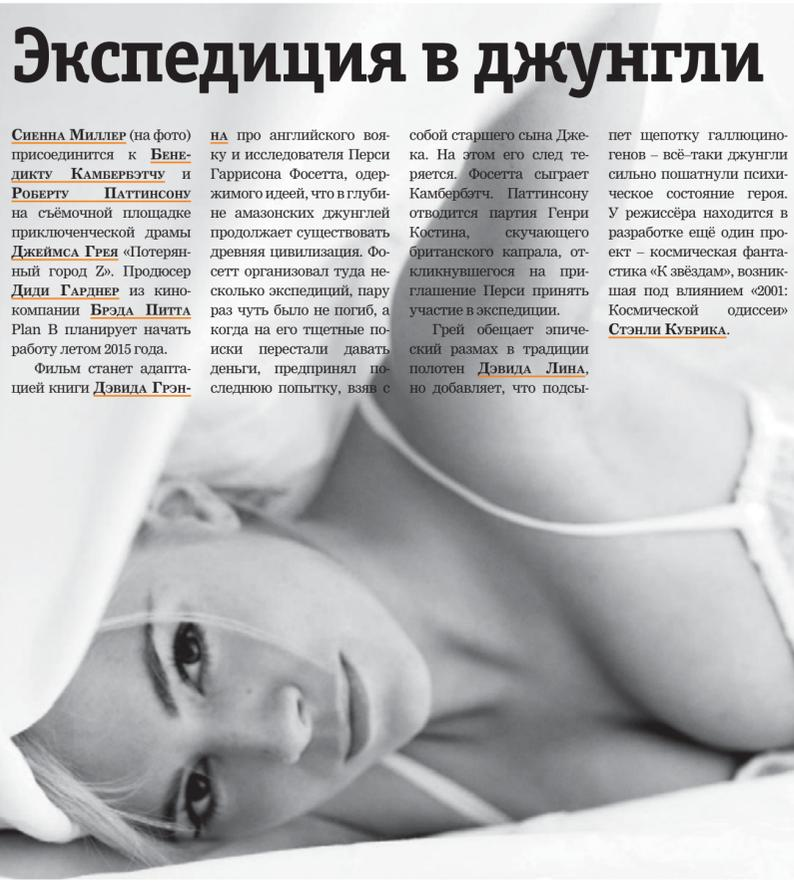 Экспедиция в джунгли
Сиенна Миллер (на фото)
присоединится к Бене-
дикту Камбербэтчу и
Роберту Паттинсону
на съёмочной площадке
приключенческой драмы
Джеймса Грея «Потерян-
ный город Z». Продюсер
Диди Гарднер из кино-
компании Брэда Питта
Plan B планирует начать
работу летом 2015 года.
Фильм станет адапта-
цией книги Дэвида Грэн-
на про английского воя-
ку и исследователя Перси
Гаррисона Фосетта, одер-
жимого идеей, что в глуби-
не амазонских джунглей
продолжает существовать
древняя цивилизация. Фо-
сетт организовал туда не-
сколько экспедиций, пару
раз чуть было не погиб, а
когда на его тщетные по-
иски перестали давать
деньги, предпринял по-
следнюю попытку, взяв с
собой старшего сына Дже-
ка. На этом его след те-
ряется. Фосетта сыграет
Камбербэтч. Паттинсону
отводится партия Генри
Костина, скучающего
британского капрала, от-
кликнувшегося на при-
глашение Перси принять
участие в экспедиции.
Грей обещает эпиче-
ский размах в традиции
полотен Дэвида Лина,
но добавляет, что подсы-
пет щепотку галлюцино-
генов – всё-таки джунгли
сильно пошатнули психи-
ческое состояние героя.
У режиссёра находится в
разработке ещё один про-
ект – космическая фанта-
стика «К звёздам», возник-
шая под влиянием «2001:
Космической одиссеи»
Стэнли Кубрика.